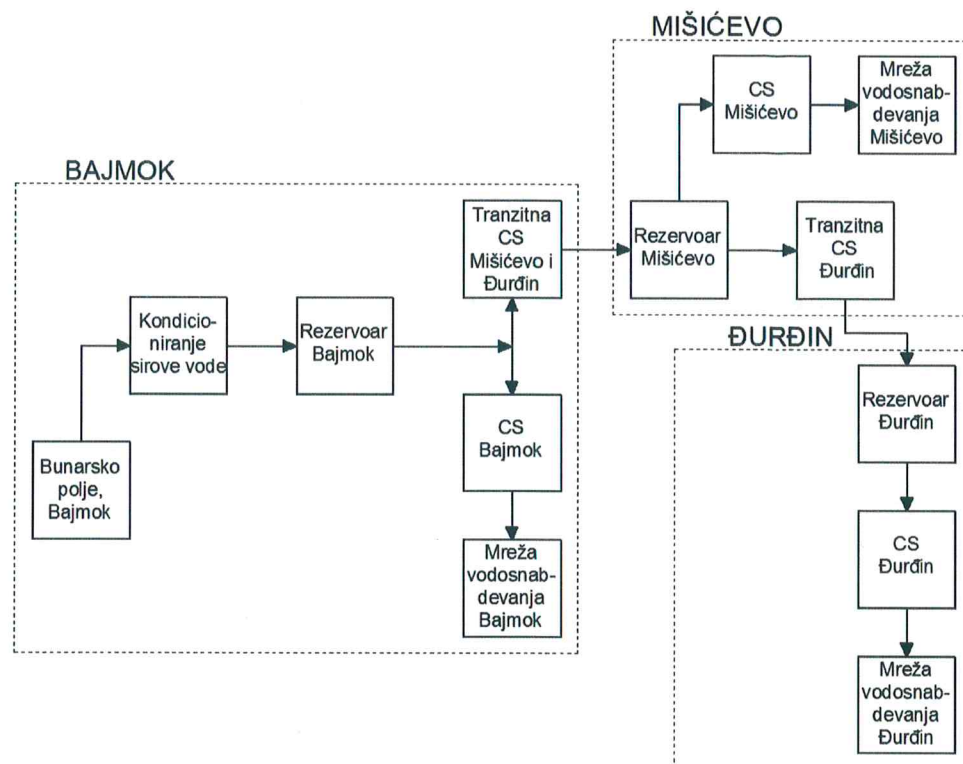 MIŠIĆEVO
CS
Mišićevo
Mreža
vodosnab-
devanja
Mišićevo
BAJMOK
Tranzitna
CS
Mišićevo i
Đurđin
Rezervoar
Mišićevo
Tranzitna
CS
Đurđin
Kondicio-
niranje
sirove vode
Rezervoar
Bajmok
ĐURĐIN
Rezervoar
Đurđin
CS
Bajmok
Bunarsko
polje,
Bajmok
CS
Đurđin
Mreža
vodosnab-
devanja
Bajmok
Mreža
vodosnab-
devanja
Đurđin